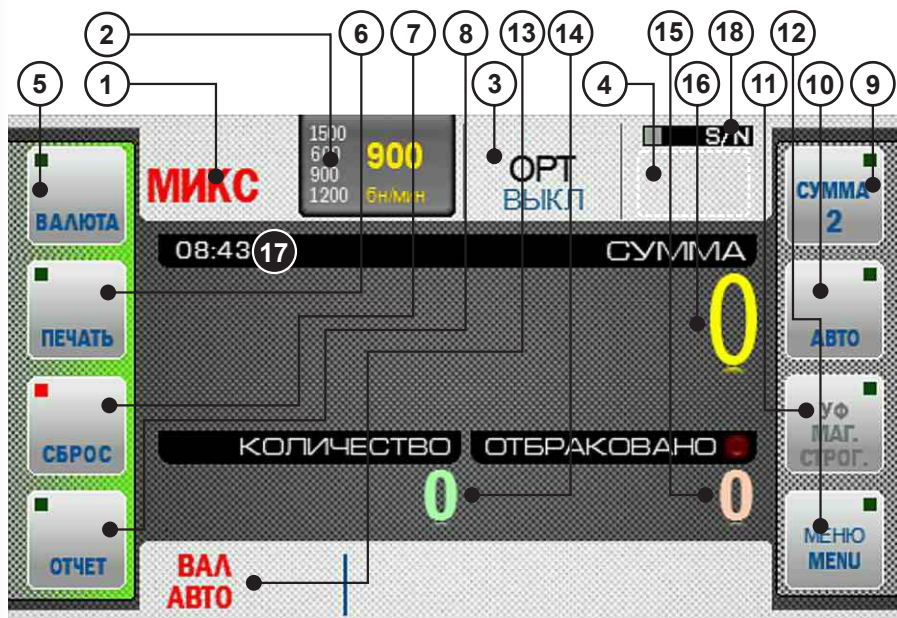 2 6 7 8 13 14 15 18 12
5 1 3 16 4 11 10 9
ВАЛЮТА
МИКС
1500
600
900
1200
900
бн/мин
ОРТ
ВЫКЛ
S/N
СУММА
2
08:43 17 СУММА
0
ПЕЧАТЬ
АВТО
СБРОС
КОЛИЧЕСТВО ОТБРАКОВАНО
0 0
УФ
МАГ.
СТРОГ.
ОТЧЕТ
ВАЛ
АВТО
МЕНЮ
MENU